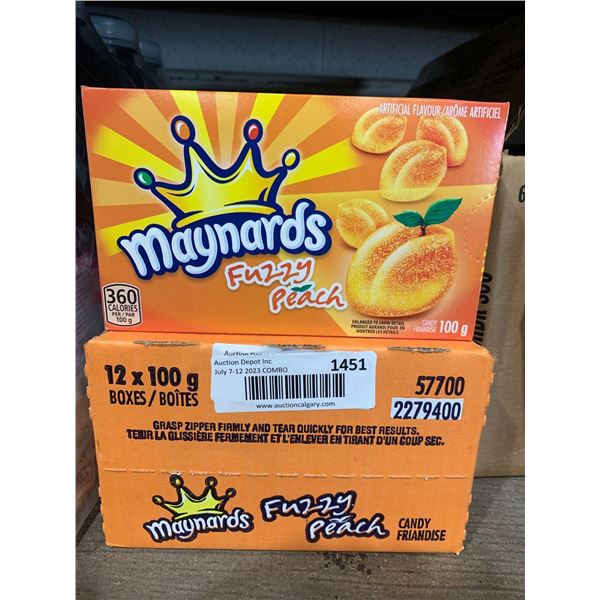 ARTIFICIAL FLAVOUR/ARÔME ARTIFICIEL
maynards
Fuzzy
Peach
360
CALORIES
PER / PAR
100 g
ENLARGED TO SHOW DETAIL
PRODUIT AGRANDI POUR EN
MONTRER LES DÉTAILS
CANDY
FRIANDISE 100 g
12 x 100 g
BOXES/BOÎTES
Auction Depot Inc
July 7-12 2023 COMBO
1451
www.auctioncalgary.com
57700
2279400
GRASP ZIPPER FIRMLY AND TEAR QUICKLY FOR BEST RESULTS.
TENIR LA GLISSIÈRE FERMEMENT ET L'ENLEVER EN TIRANT D'UN COUP SEC.
maynards
Fuzzy
Peach
CANDY
FRIANDISE